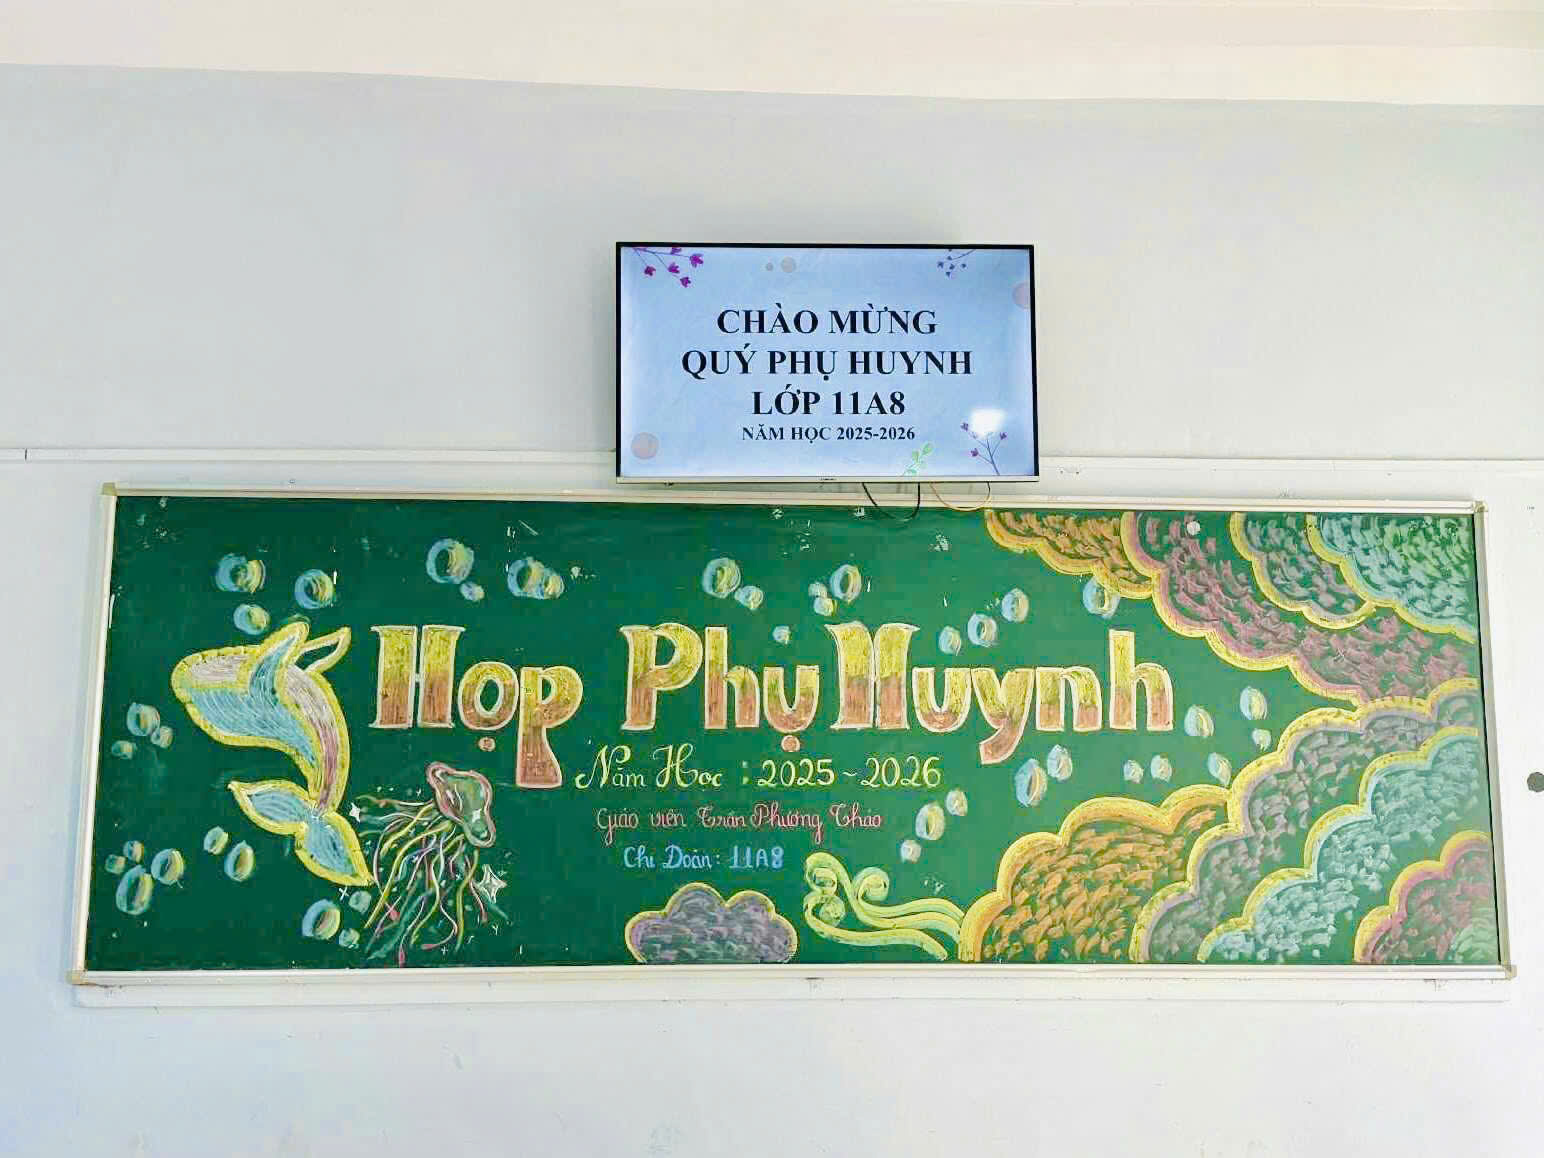 CHÀO MỪNG
QUÝ PHỤ HUYNH
LỚP 11A8
NĂM HỌC 2025-2026
Họp Phụ Huynh
Năm Học : 2025 ~ 2026
Giáo viên Trần Phương Thảo
Chi Đoàn: 11A8